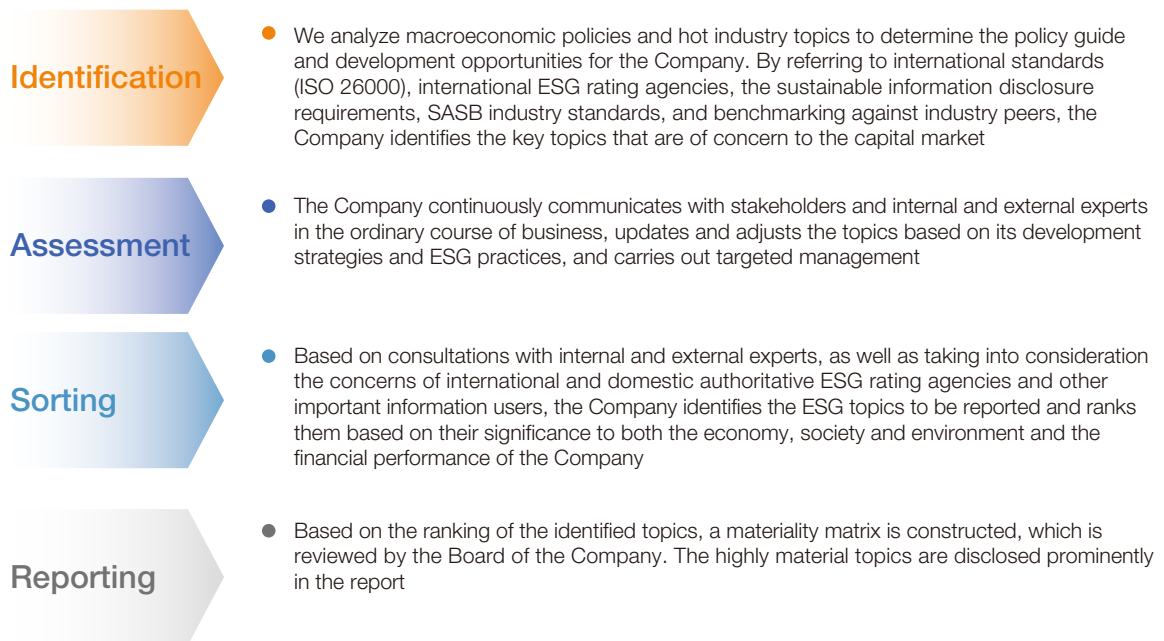 Identification
We analyze macroeconomic policies and hot industry topics to determine the policy guide
and development opportunities for the Company. By referring to international standards
(ISO 26000), international ESG rating agencies, the sustainable information disclosure
requirements, SASB industry standards, and benchmarking against industry peers, the
Company identifies the key topics that are of concern to the capital market
Assessment
The Company continuously communicates with stakeholders and internal and external experts
in the ordinary course of business, updates and adjusts the topics based on its development
strategies and ESG practices, and carries out targeted management
Sorting
Based on consultations with internal and external experts, as well as taking into consideration
the concerns of international and domestic authoritative ESG rating agencies and other
important information users, the Company identifies the ESG topics to be reported and ranks
them based on their significance to both the economy, society and environment and the
financial performance of the Company
Reporting
Based on the ranking of the identified topics, a materiality matrix is constructed, which is
reviewed by the Board of the Company. The highly material topics are disclosed prominently
in the report